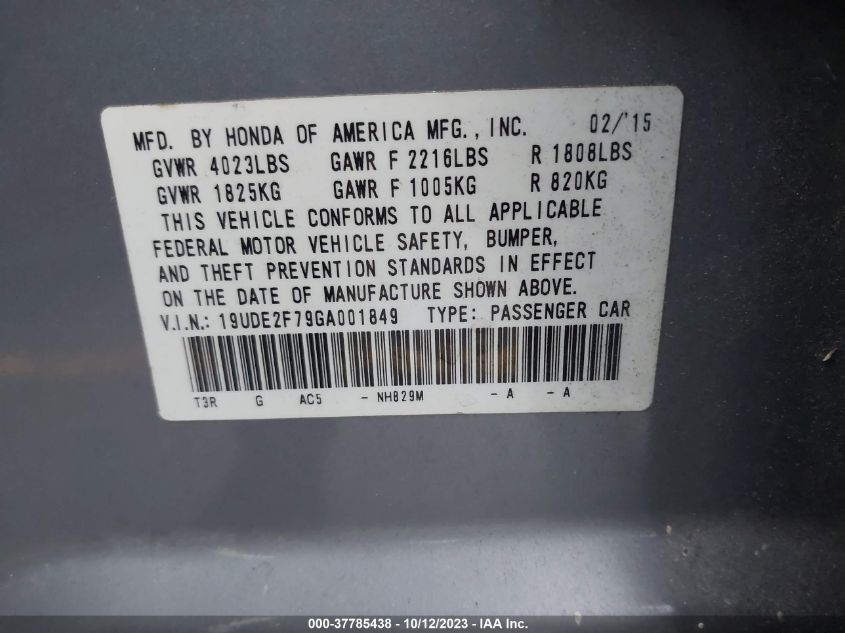 MFD. BY HONDA OF AMERICA MFG., INC. 02/'15
GVWR 4023LBS GAWR F 2216LBS R 1808LBS
GVWR 1825KG GAWR F 1005KG R 820KG
THIS VEHICLE CONFORMS TO ALL APPLICABLE
FEDERAL MOTOR VEHICLE SAFETY, BUMPER,
AND THEFT PREVENTION STANDARDS IN EFFECT
ON THE DATE OF MANUFACTURE SHOWN ABOVE.
V.I.N.: 19UDE2F79GA001849 TYPE: PASSENGER CAR
T3R G AC5 - NH829M - A - A
000-37785438 - 10/12/2023 - IAA Inc.